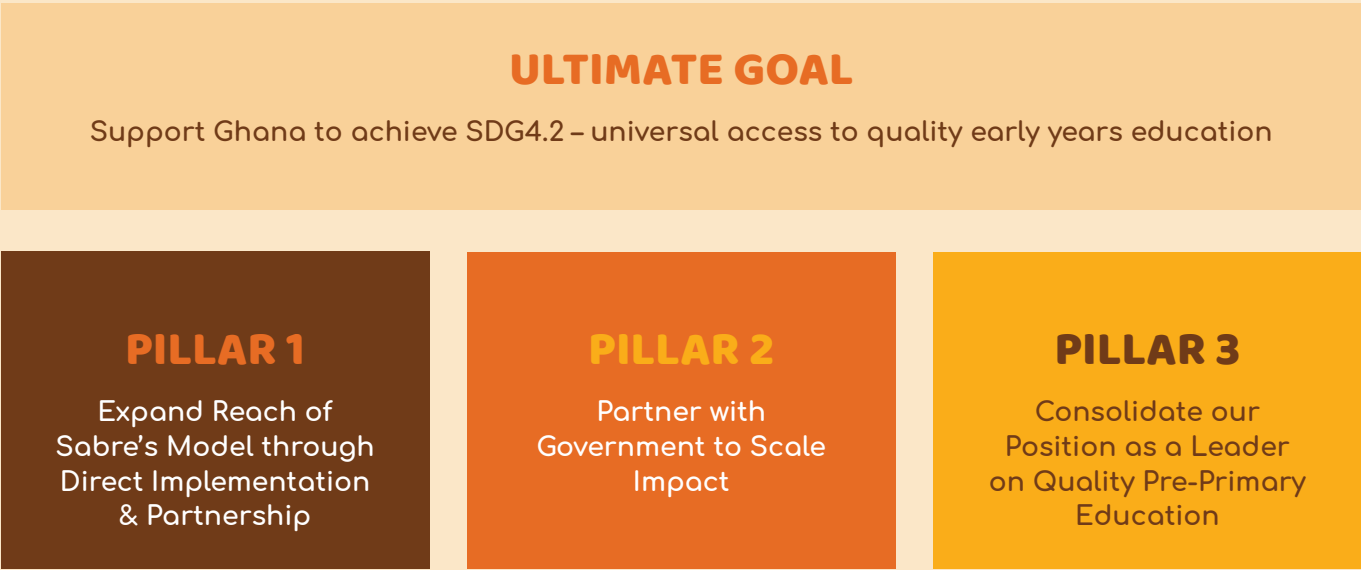 ULTIMATE GOAL
Support Ghana to achieve SDG4.2 – universal access to quality early years education
PILLAR 1
Expand Reach of
Sabre’s Model through
Direct Implementation
& Partnership
PILLAR 2
Partner with
Government to Scale
Impact
PILLAR 3
Consolidate our
Position as a Leader
on Quality Pre-Primary
Education